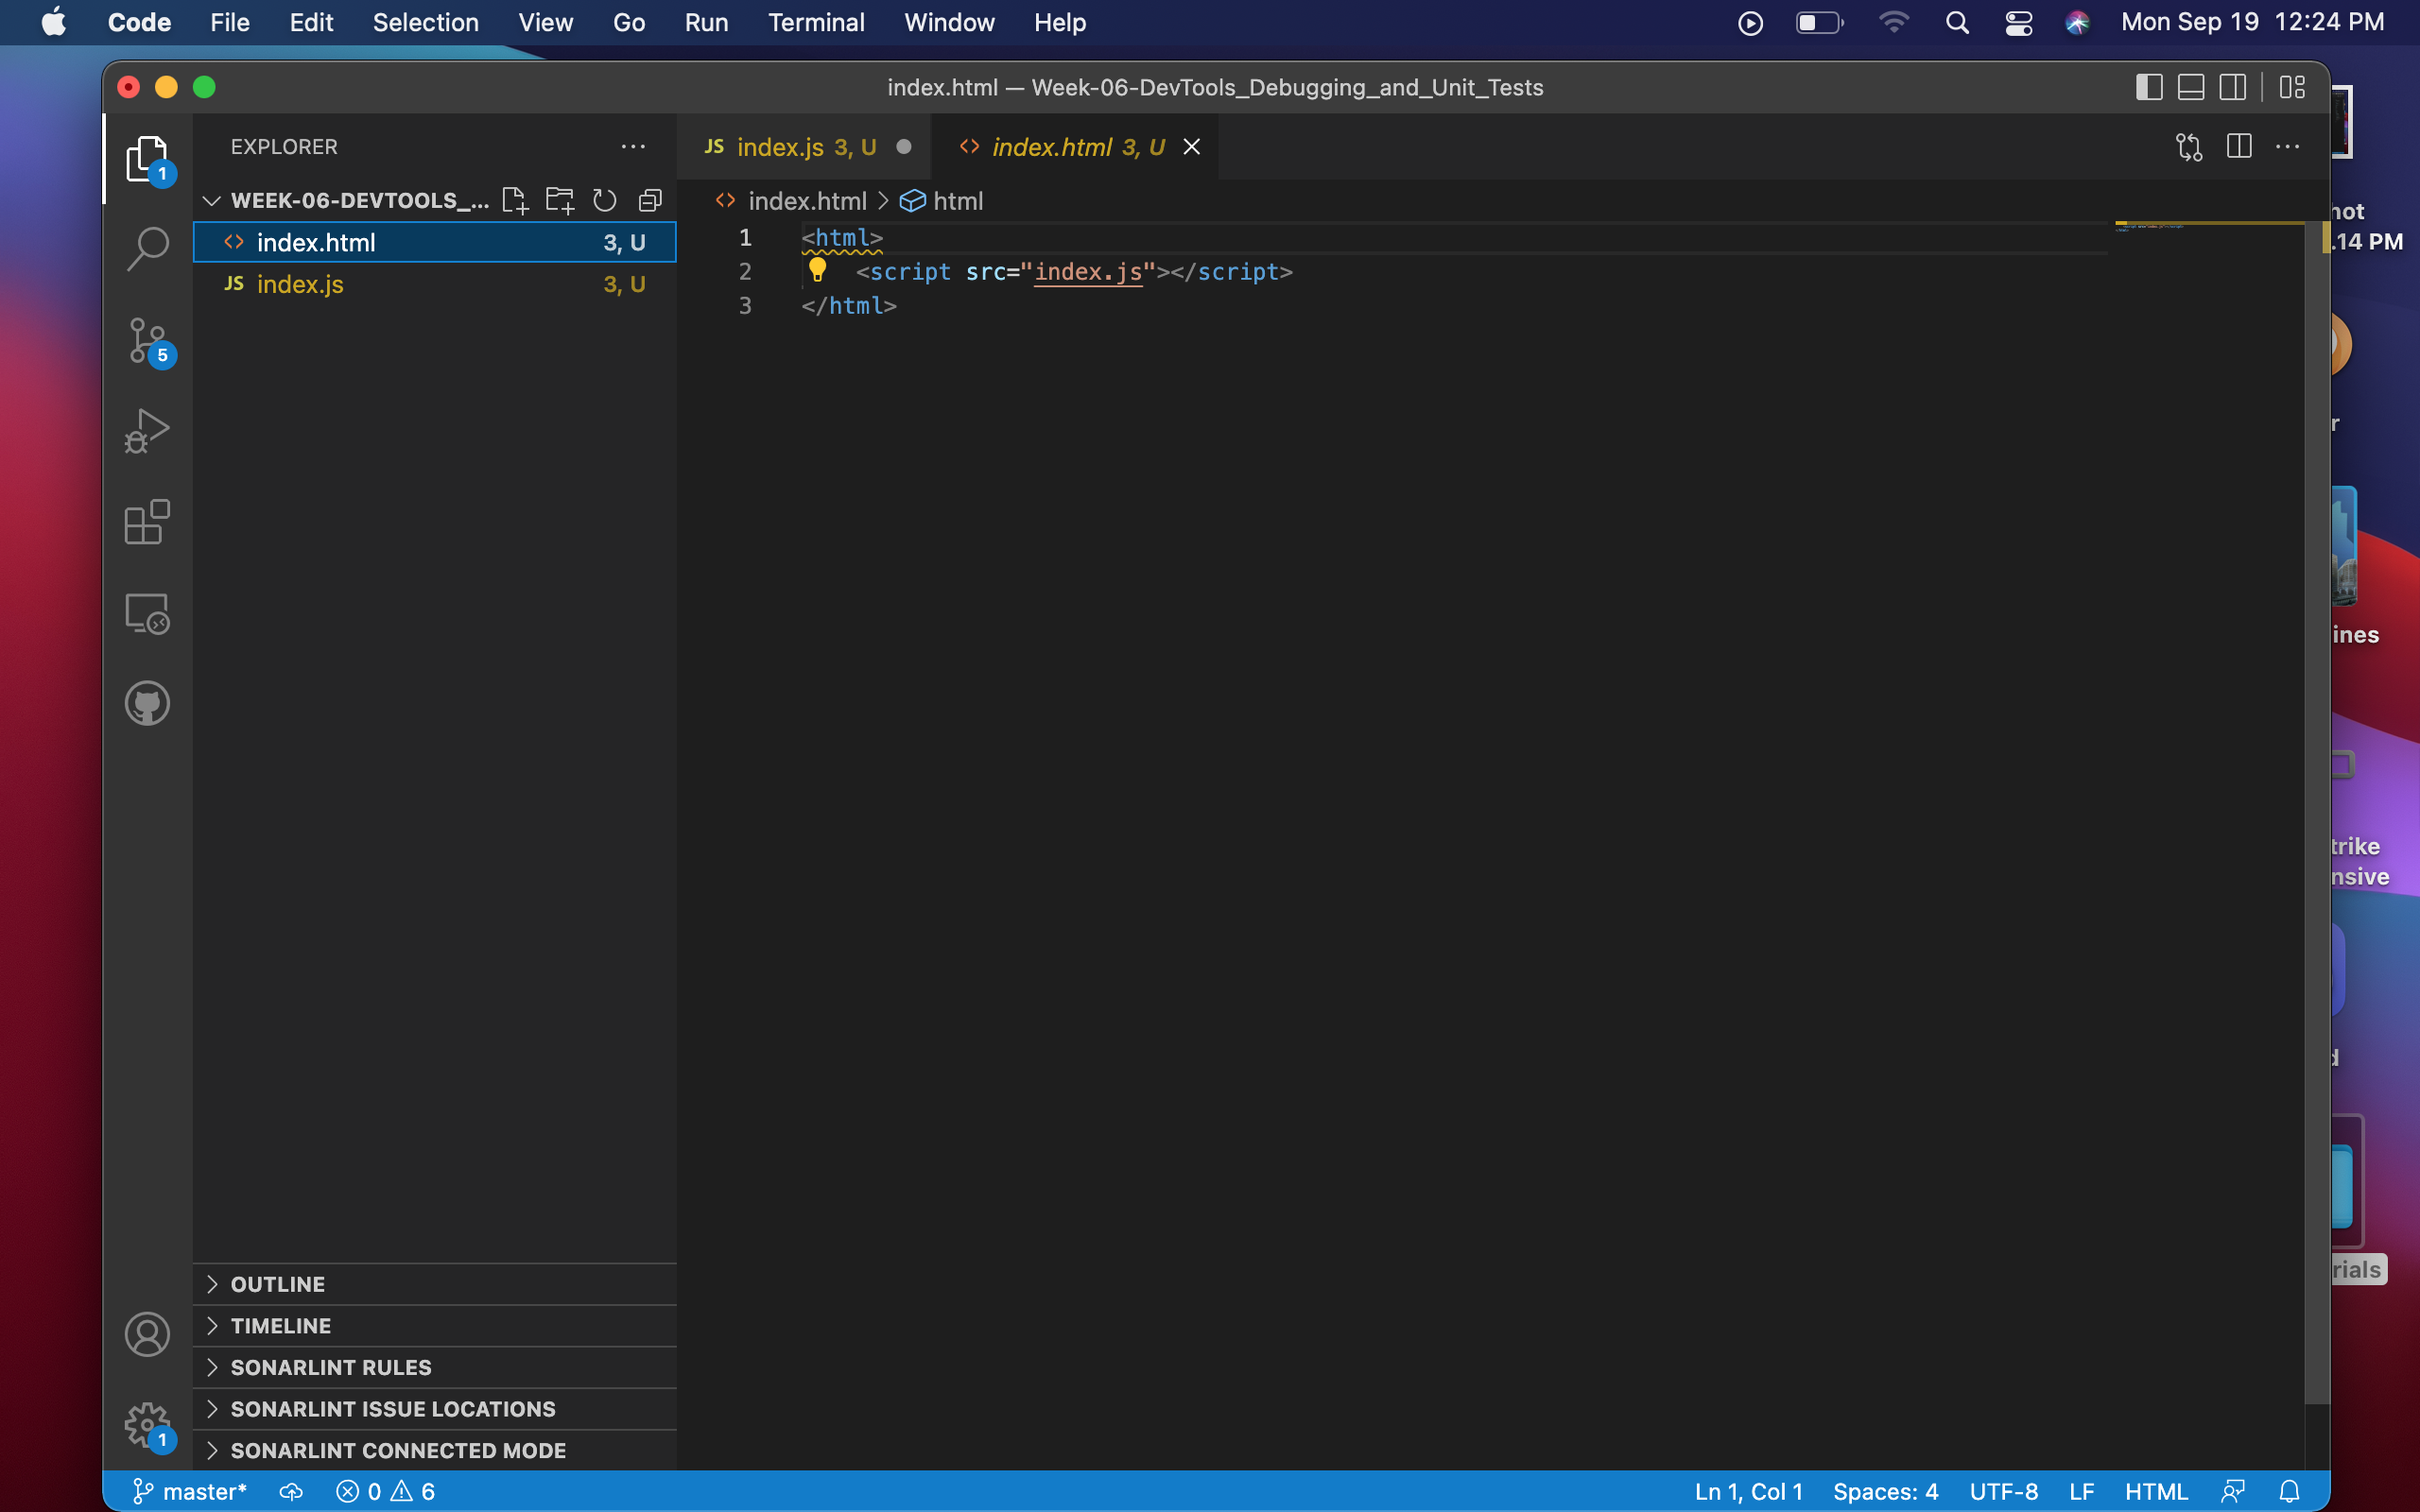 Code File Edit Selection View Go Run Terminal Window Help Mon Sep 19 12:24 PM
index.html — Week-06-DevTools_Debugging_and_Unit_Tests
EXPLORER
JS index.js 3, U
<> index.html 3, U
1
WEEK-06-DEVTOOLS_...
<> index.html > html
<> index.html 3, U
JS index.js 3, U
1 <html>
2 <script src="index.js"></script>
3 </html>
5
OUTLINE
TIMELINE
SONARLINT RULES
SONARLINT ISSUE LOCATIONS
SONARLINT CONNECTED MODE
1
master* 0 6
Ln 1, Col 1 Spaces: 4 UTF-8 LF HTML
hot
.14 PM
r
ines
trike
nsive
d
rials